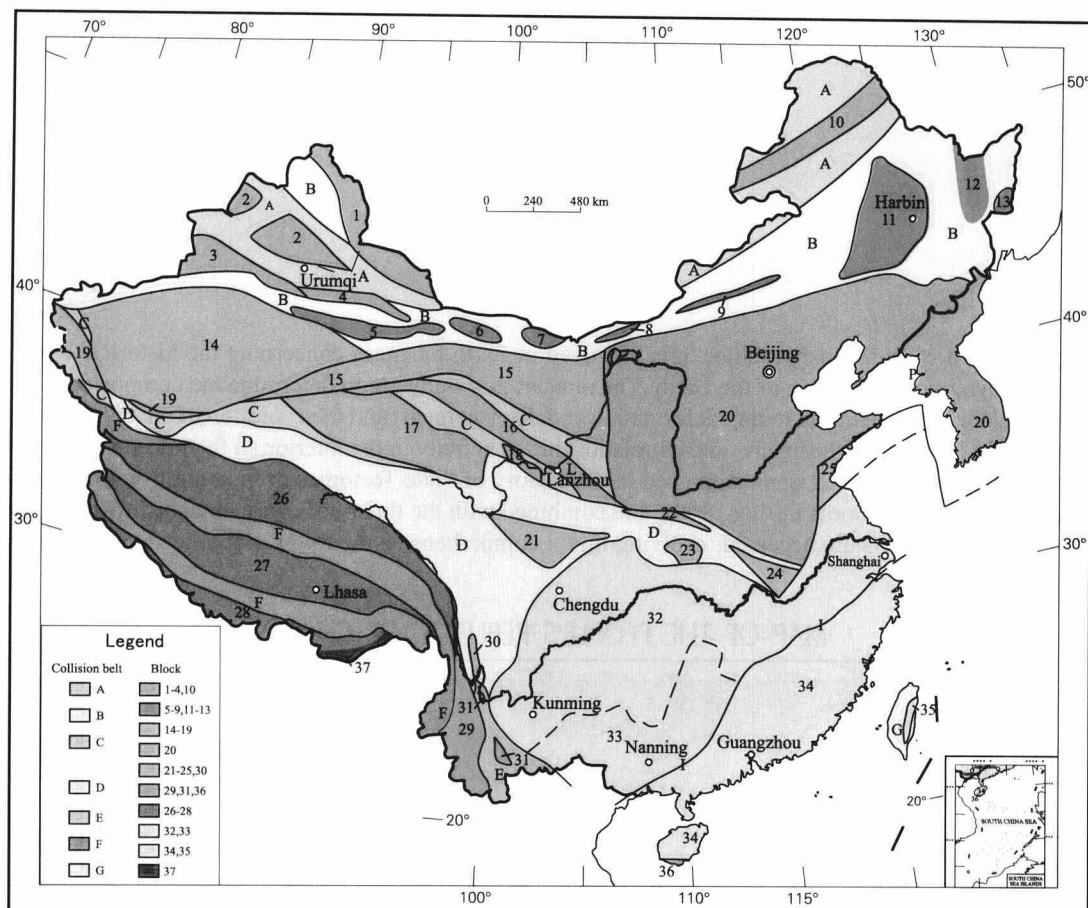 70° 80° 90° 100° 110° 120° 130°
50°
A
10
A
B
12
2 A
1
0 240 480 km
Harbin
11
13
2
B
B
3
Urumqi
A
A
40°
4
40°
B
B
9
C
5
6
7
8
B
14
Beijing
19
15
15
P
C
19
20
D
C
C
16 C
20
F
17
C
D
18
L
Lanzhou
25
26
22
30°
D
D
30°
F
21
23
27
24
Shanghai
Lhasa
Chengdu
32
F
28
I
30
34
37
Kunming
31
35
F
33
G
29
Nanning
Guangzhou
31
I
E
20°
20°
34
36
100° 110° 115°
Legend
Collision belt Block
A 1-4,10
B 5-9,11-13
C 14-19
20
21-25,30
D 29,31,36
E 26-28
F 32,33
34,35
G 37
36
SOUTH CHINA SEA
SOUTH CHINA
SEA ISLANDS